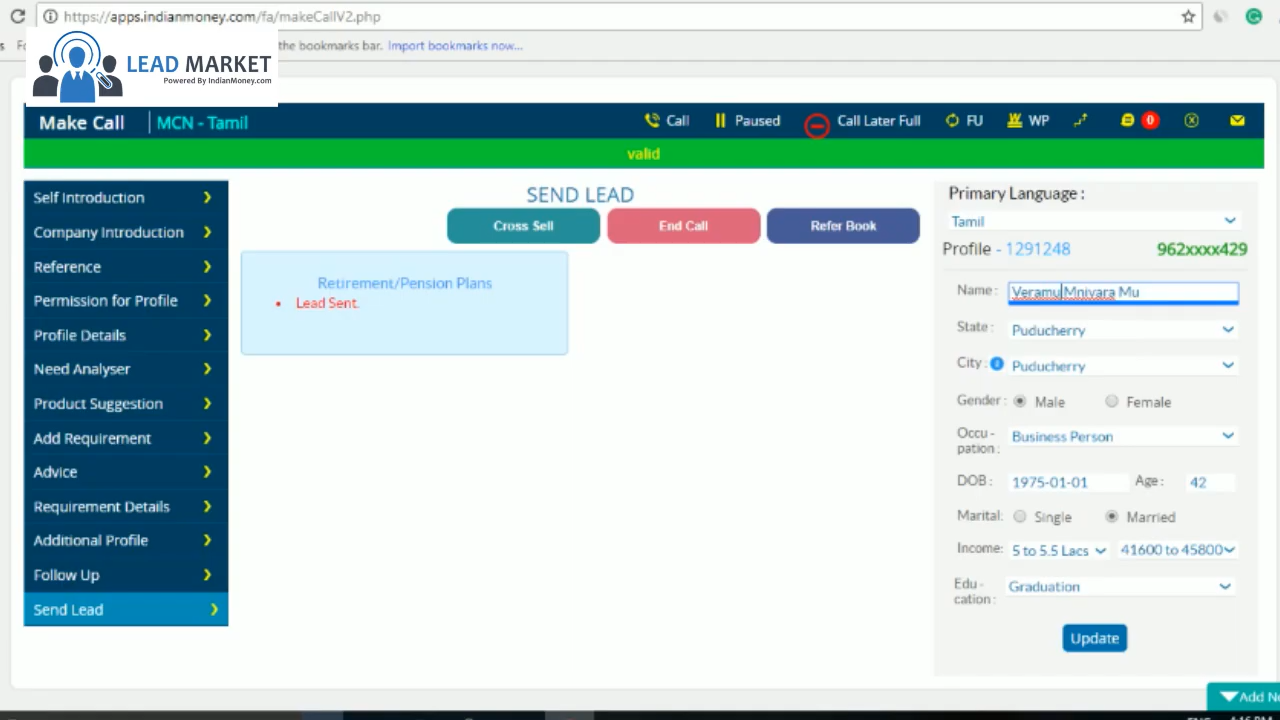 https://apps.indianmoney.com/fa/makeCallV2.php
the bookmarks bar. Import bookmarks now...
LEAD MARKET
Powered By IndianMoney.com
Make Call MCN - Tamil Call Paused Call Later Full FU WP 0
valid
Self Introduction
Company Introduction
Reference
Permission for Profile
Profile Details
Need Analyser
Product Suggestion
Add Requirement
Advice
Requirement Details
Additional Profile
Follow Up
Send Lead
SEND LEAD
Cross Sell End Call Refer Book
Retirement/Pension Plans
Lead Sent.
Primary Language :
Tamil
Profile - 1291248 962xxxx429
Name : Veramu Mnivara Mu
State : Puducherry
City : Puducherry
Gender : Male Female
Occu - Business Person
pation :
DOB : 1975-01-01 Age : 42
Marital: Single Married
Income: 5 to 5.5 Lacs 41600 to 45800
Edu - Graduation
cation :
Update
Add